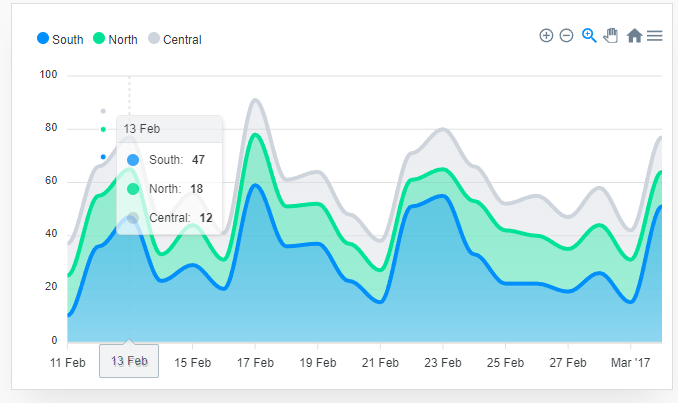 South North Central
100
80
60
40
20
0
13 Feb
South: 47
North: 18
Central: 12
11 Feb 13 Feb 15 Feb 17 Feb 19 Feb 21 Feb 23 Feb 25 Feb 27 Feb Mar '17